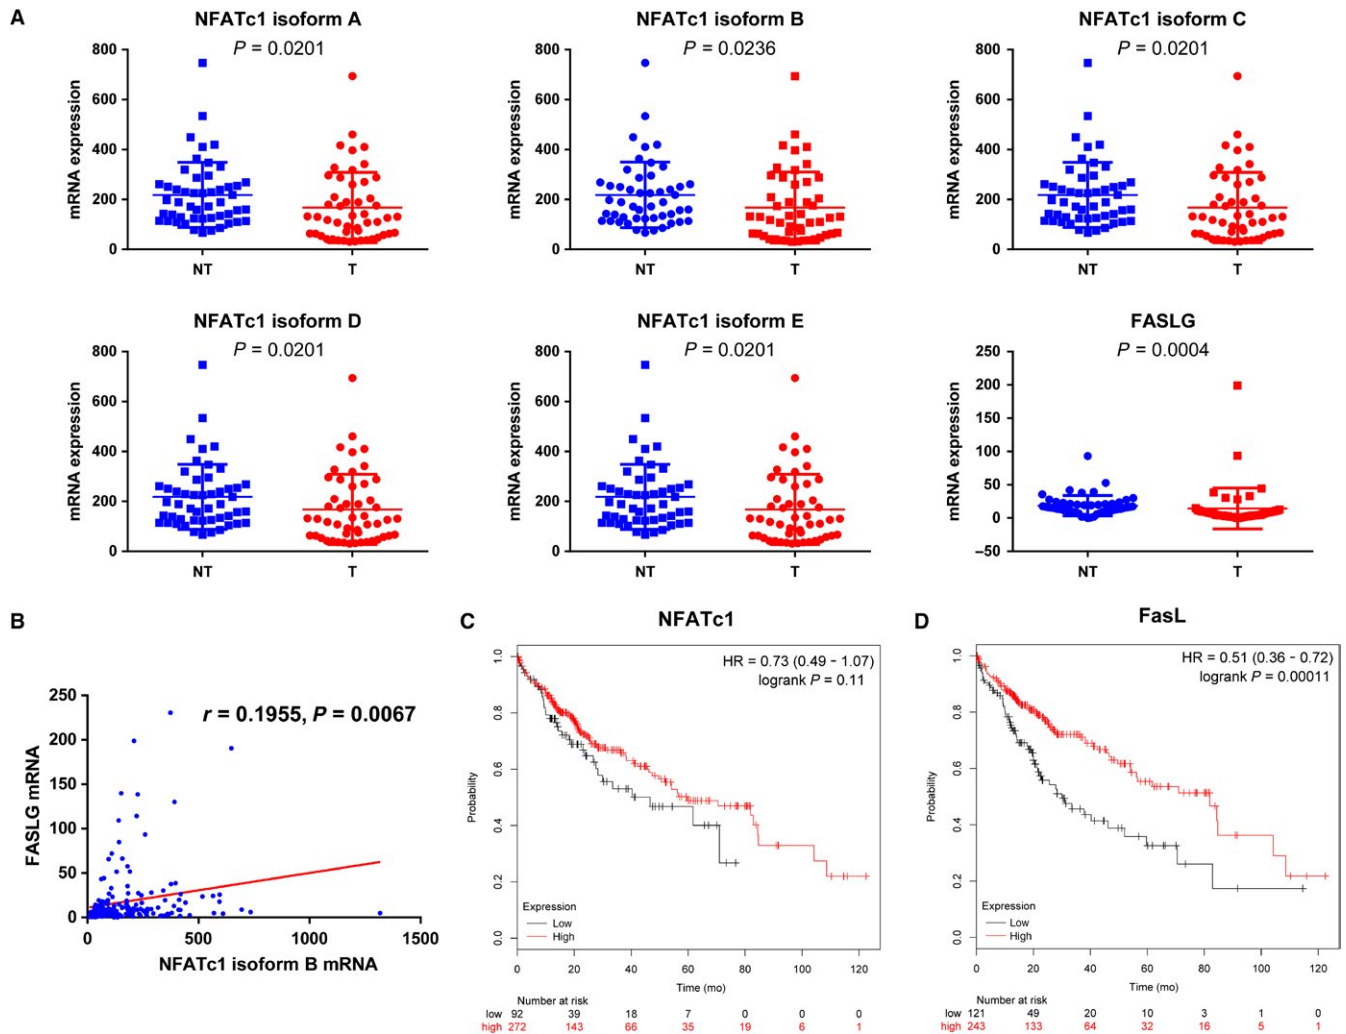 A
NFATc1 isoform A
P = 0.0201
mRNA expression
800
600
400
200
0
NT
T
NFATc1 isoform B
P = 0.0236
mRNA expression
800
600
400
200
0
NT
T
NFATc1 isoform C
P = 0.0201
mRNA expression
800
600
400
200
0
NT
T
NFATc1 isoform D
P = 0.0201
mRNA expression
800
600
400
200
0
NT
T
NFATc1 isoform E
P = 0.0201
mRNA expression
800
600
400
200
0
NT
T
FASLG
P = 0.0004
mRNA expression
250
200
150
100
50
0
−50
NT
T
B
r = 0.1955, P = 0.0067
FASLG mRNA
250
200
150
100
50
0
0 500 1000 1500
NFATc1 isoform B mRNA
C
NFATc1
HR = 0.73 (0.49 − 1.07)
logrank P = 0.11
Probability
1.0
0.8
0.6
0.4
0.2
0.0
Expression
Low
High
0 20 40 60 80 100 120
Time (mo)
Number at risk
low 92 39 18 7 0 0 0
high 272 143 66 35 19 6 1
D
FasL
HR = 0.51 (0.36 − 0.72)
logrank P = 0.00011
Probability
1.0
0.8
0.6
0.4
0.2
0.0
Expression
Low
High
0 20 40 60 80 100 120
Time (mo)
Number at risk
low 121 49 20 10 3 1 0
high 243 133 64 32 16 5 1